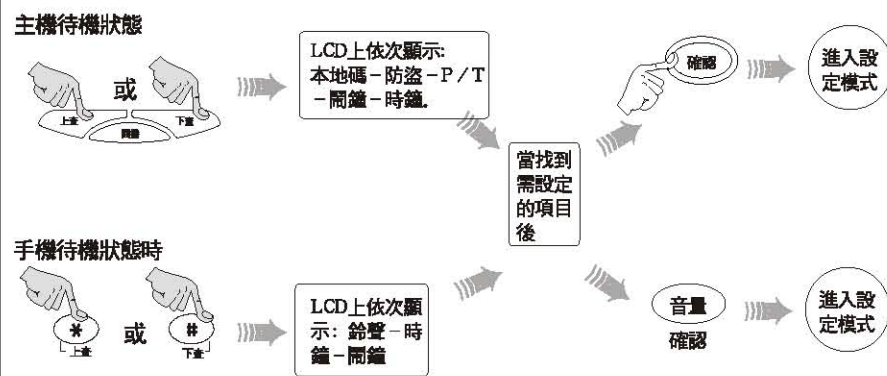 主機待機狀態
或
上查
回撥
下查
LCD上依次顯示:
本地碼－防盜－P／T
－鬧鐘－時鐘.
當找到
需設定
的項目
後
確認
進入設
定模式
手機待機狀態時
*
或
#
上查
下查
LCD上依次顯
示: 鈴聲－時
鐘－鬧鐘
音量
確認
進入設
定模式